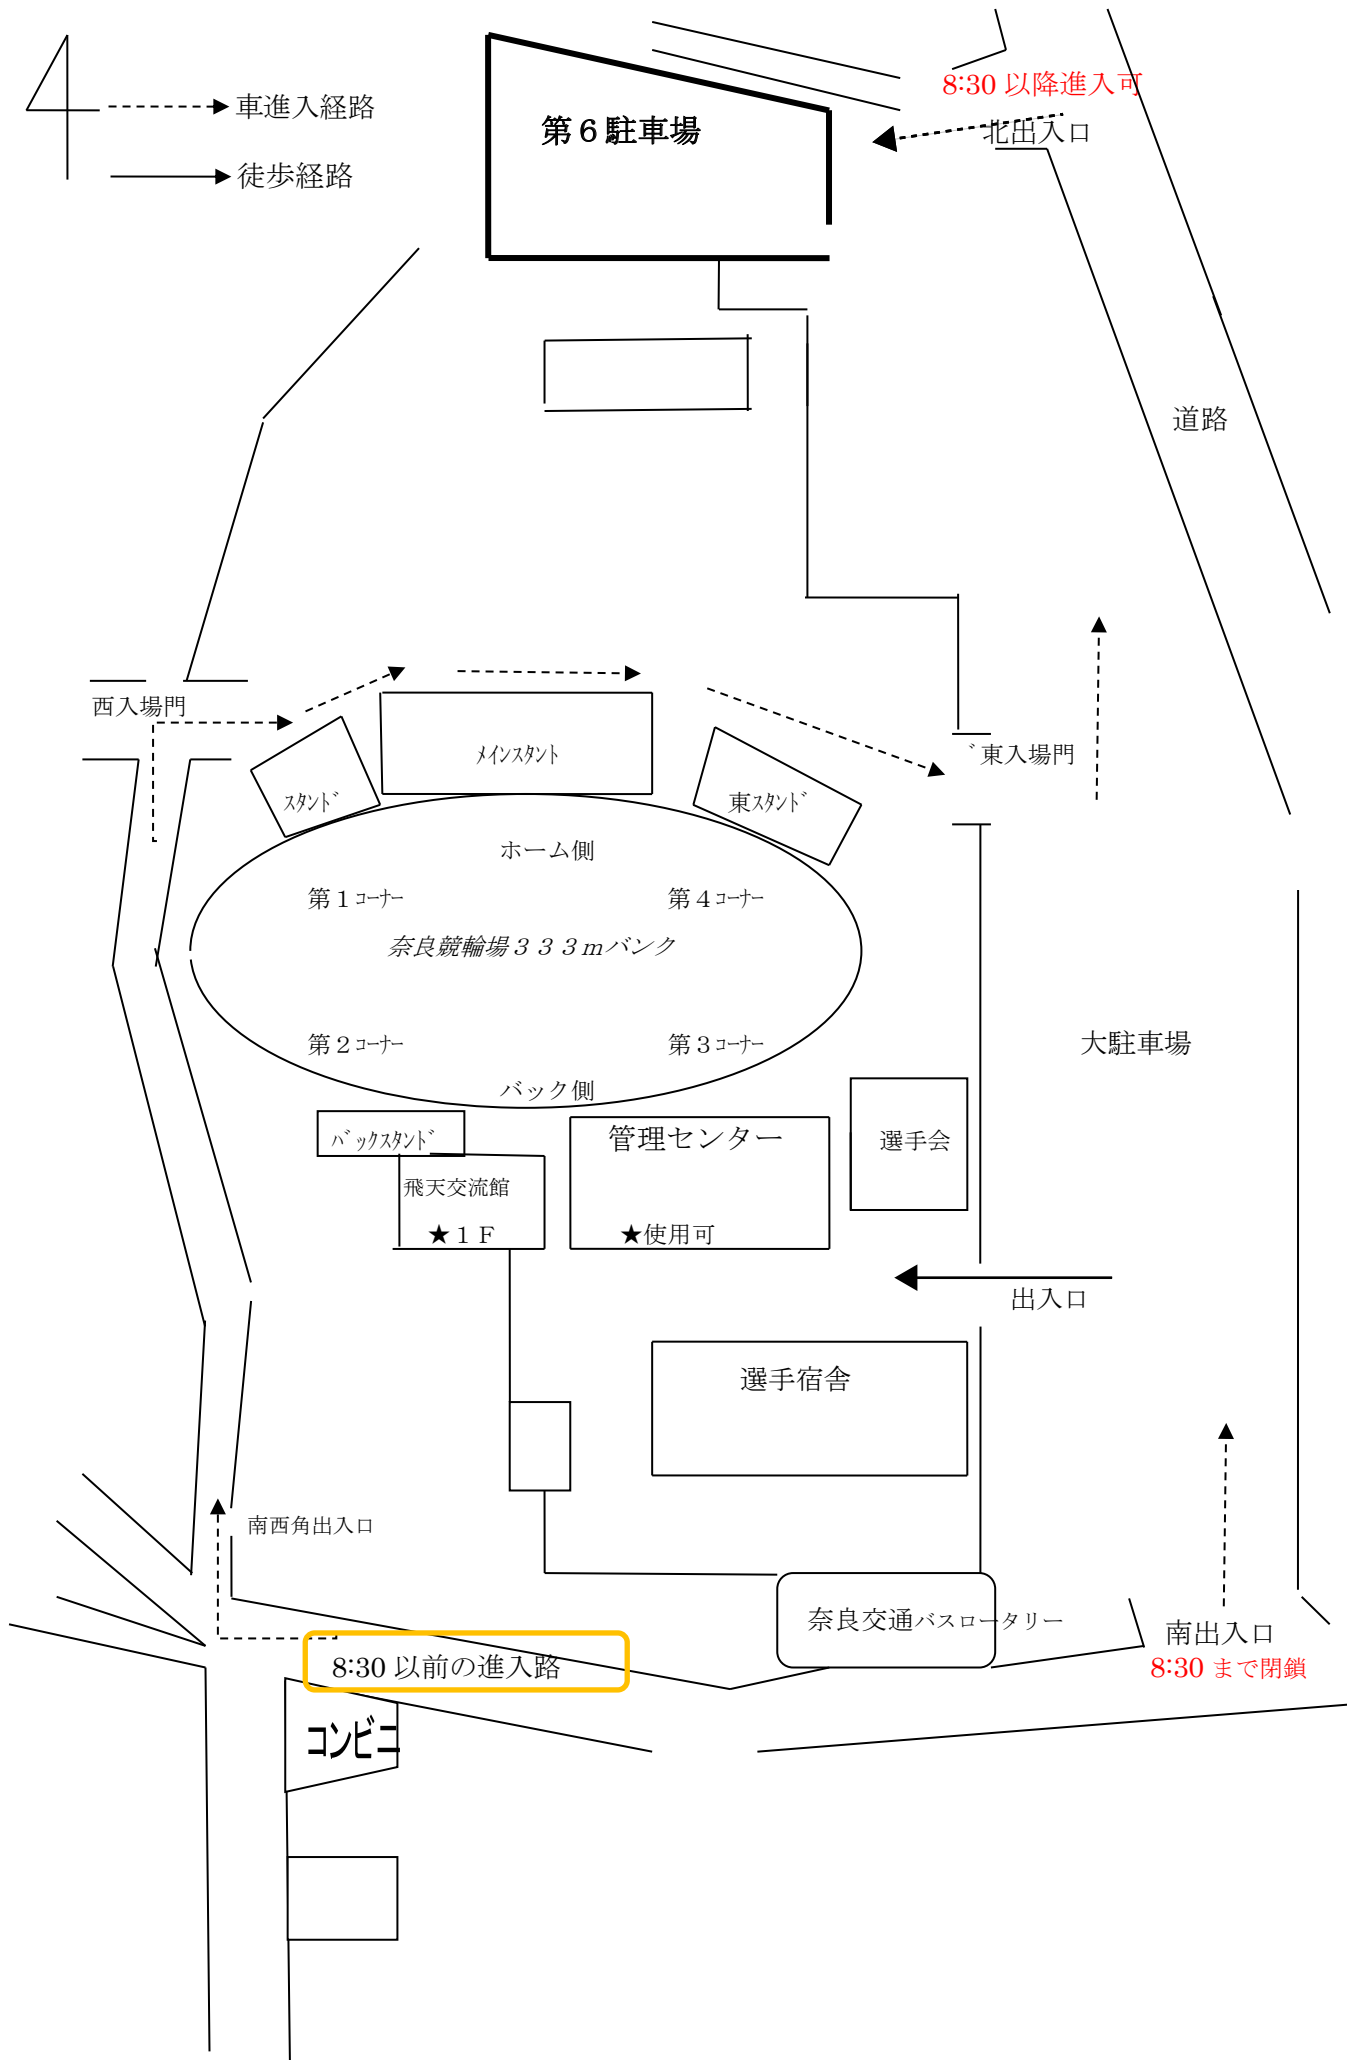 8:30 以降進入可
車進入経路
第６駐車場
北出入口
徒歩経路
道路
西入場門
ﾒｲﾝｽﾀﾝﾄ
ﾞ東入場門
ｽﾀﾝﾄﾞ
東ｽﾀﾝﾄﾞ
ホーム側
第１ｺｰﾅｰ
第４ｺｰﾅｰ
奈良競輪場３３３ｍバンク
第２ｺｰﾅｰ
第３ｺｰﾅｰ
大駐車場
バック側
ﾊﾞｯｸｽﾀﾝﾄﾞ
管理センター
選手会
飛天交流館
★１Ｆ
★使用可
出入口
選手宿舎
南西角出入口
奈良交通バスロータリー
南出入口
8:30 まで閉鎖
8:30 以前の進入路
コンビニ